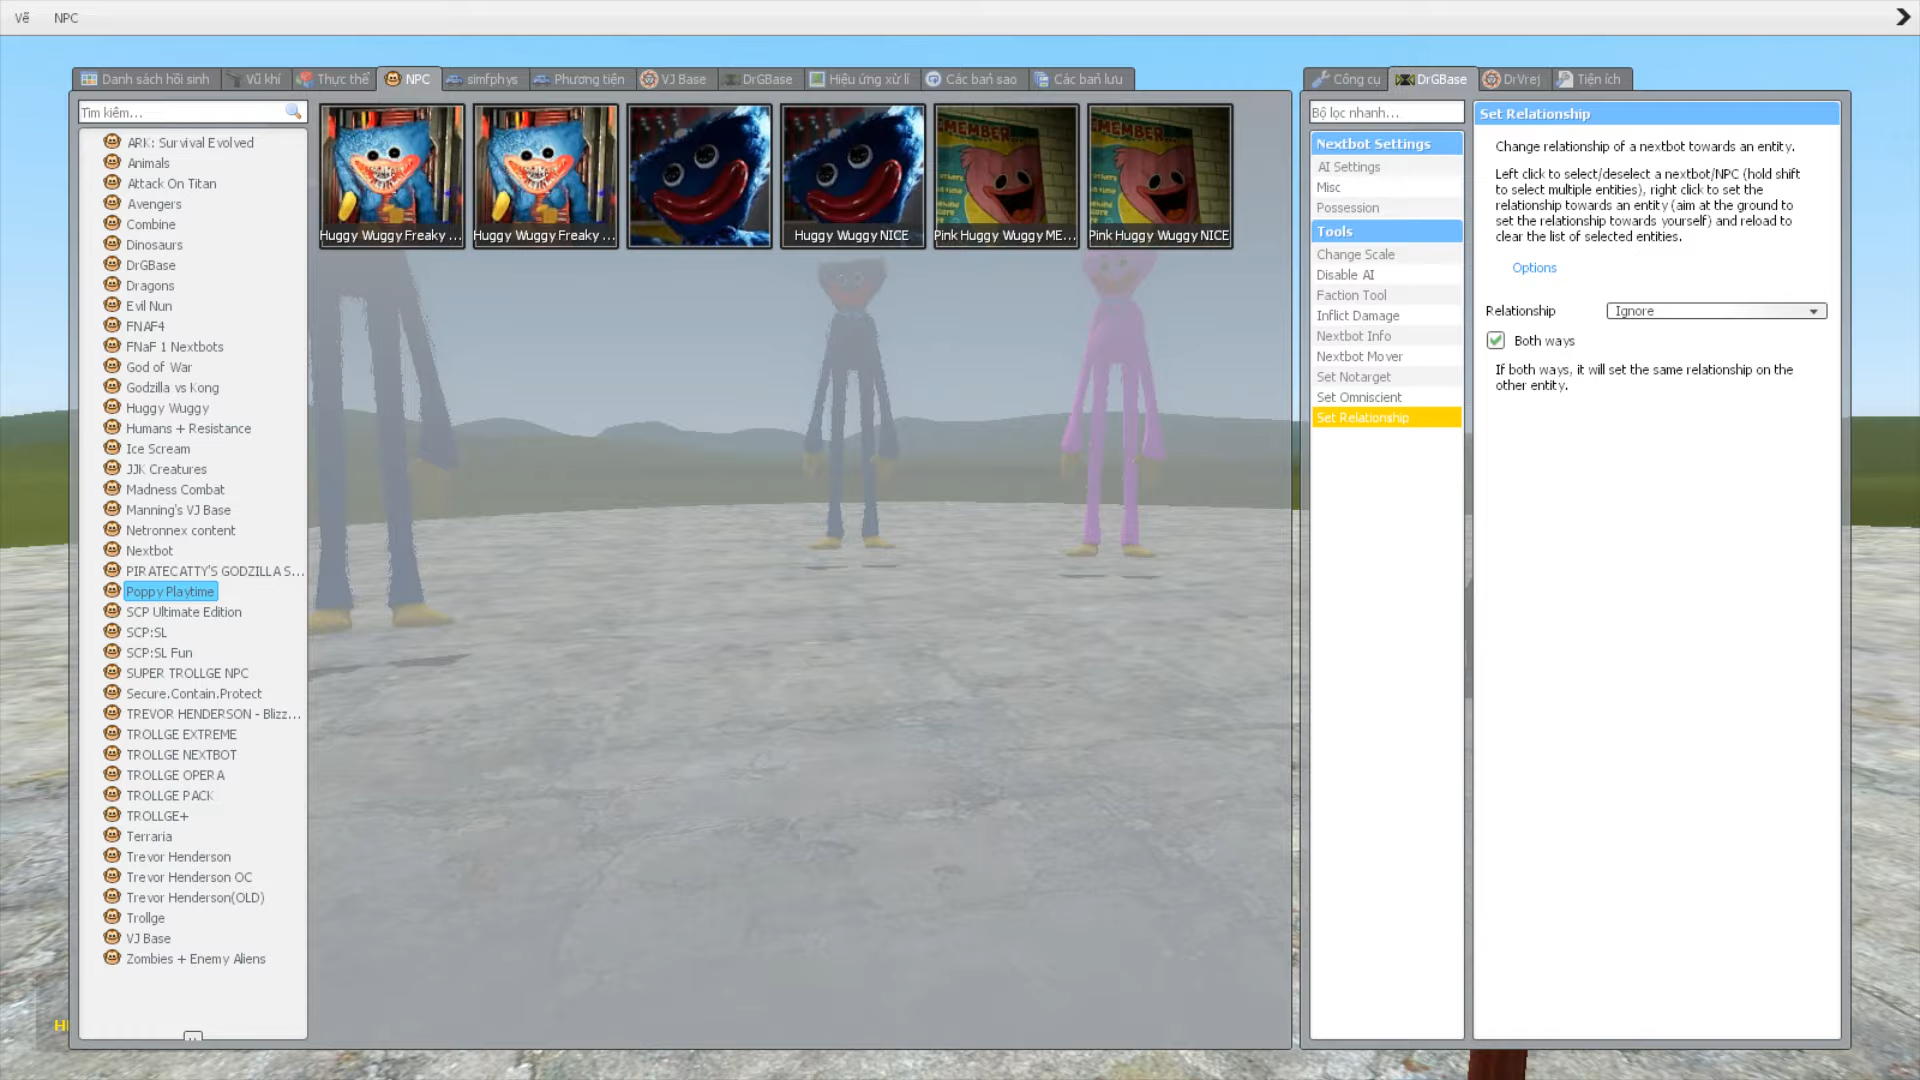 Vẽ NPC
Danh sách hồi sinh Vũ khí Thực thể NPC simfphys Phương tiện VJ Base DrGBase Hiệu ứng xử lí Các bản sao Các bản lưu
Công cụ DrGBase DrVrej Tiện ích
Tìm kiếm...
ARK: Survival Evolved
Animals
Attack On Titan
Avengers
Combine
Dinosaurs
DrGBase
Dragons
Evil Nun
FNAF4
FNaF 1 Nextbots
God of War
Godzilla vs Kong
Huggy Wuggy
Humans + Resistance
Ice Scream
JJK Creatures
Madness Combat
Manning's VJ Base
Netronnex content
Nextbot
PIRATECATTY'S GODZILLA S...
Poppy Playtime
SCP Ultimate Edition
SCP:SL
SCP:SL Fun
SUPER TROLLGE NPC
Secure.Contain.Protect
TREVOR HENDERSON - Blizz...
TROLLGE EXTREME
TROLLGE NEXTBOT
TROLLGE OPERA
TROLLGE PACK
TROLLGE+
Terraria
Trevor Henderson
Trevor Henderson OC
Trevor Henderson(OLD)
Trollge
VJ Base
Zombies + Enemy Aliens
MEMBER... MEMBER...
Huggy Wuggy Freaky ... Huggy Wuggy Freaky ... Huggy Wuggy NICE Pink Huggy Wuggy ME... Pink Huggy Wuggy NICE
Bộ lọc nhanh...
Nextbot Settings
AI Settings
Misc
Possession
Tools
Change Scale
Disable AI
Faction Tool
Inflict Damage
Nextbot Info
Nextbot Mover
Set Notarget
Set Omniscient
Set Relationship
Set Relationship
Change relationship of a nextbot towards an entity.
Left click to select/deselect a nextbot/NPC (hold shift
to select multiple entities), right click to set the
relationship towards an entity (aim at the ground to
set the relationship towards yourself) and reload to
clear the list of selected entities.
Options
Relationship Ignore
Both ways
If both ways, it will set the same relationship on the
other entity.